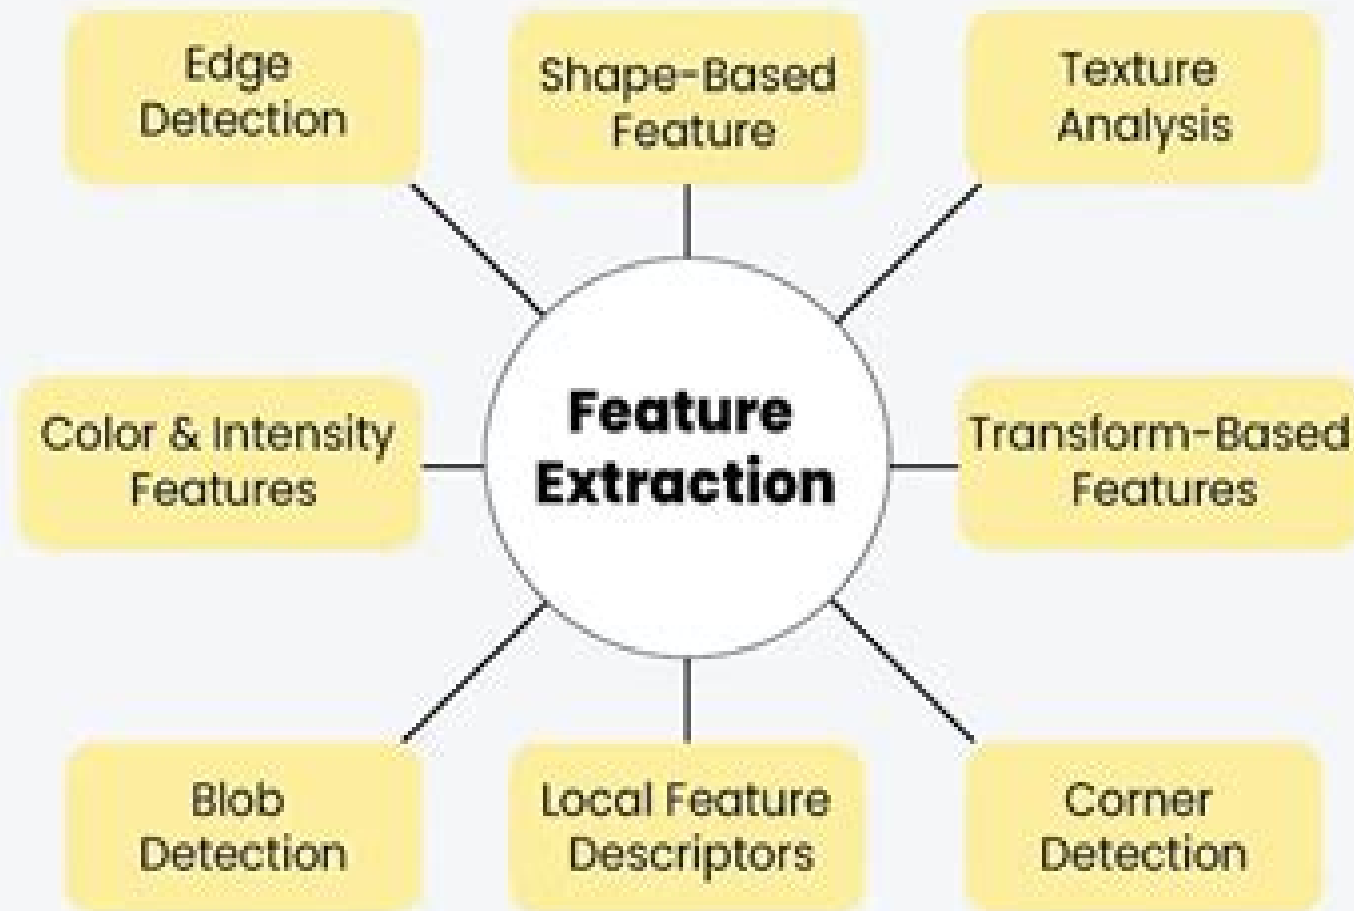 Edge
Detection
Shape-Based
Feature
Texture
Analysis
Color & Intensity
Features
Feature
Extraction
Transform-Based
Features
Blob
Detection
Local Feature
Descriptors
Corner
Detection